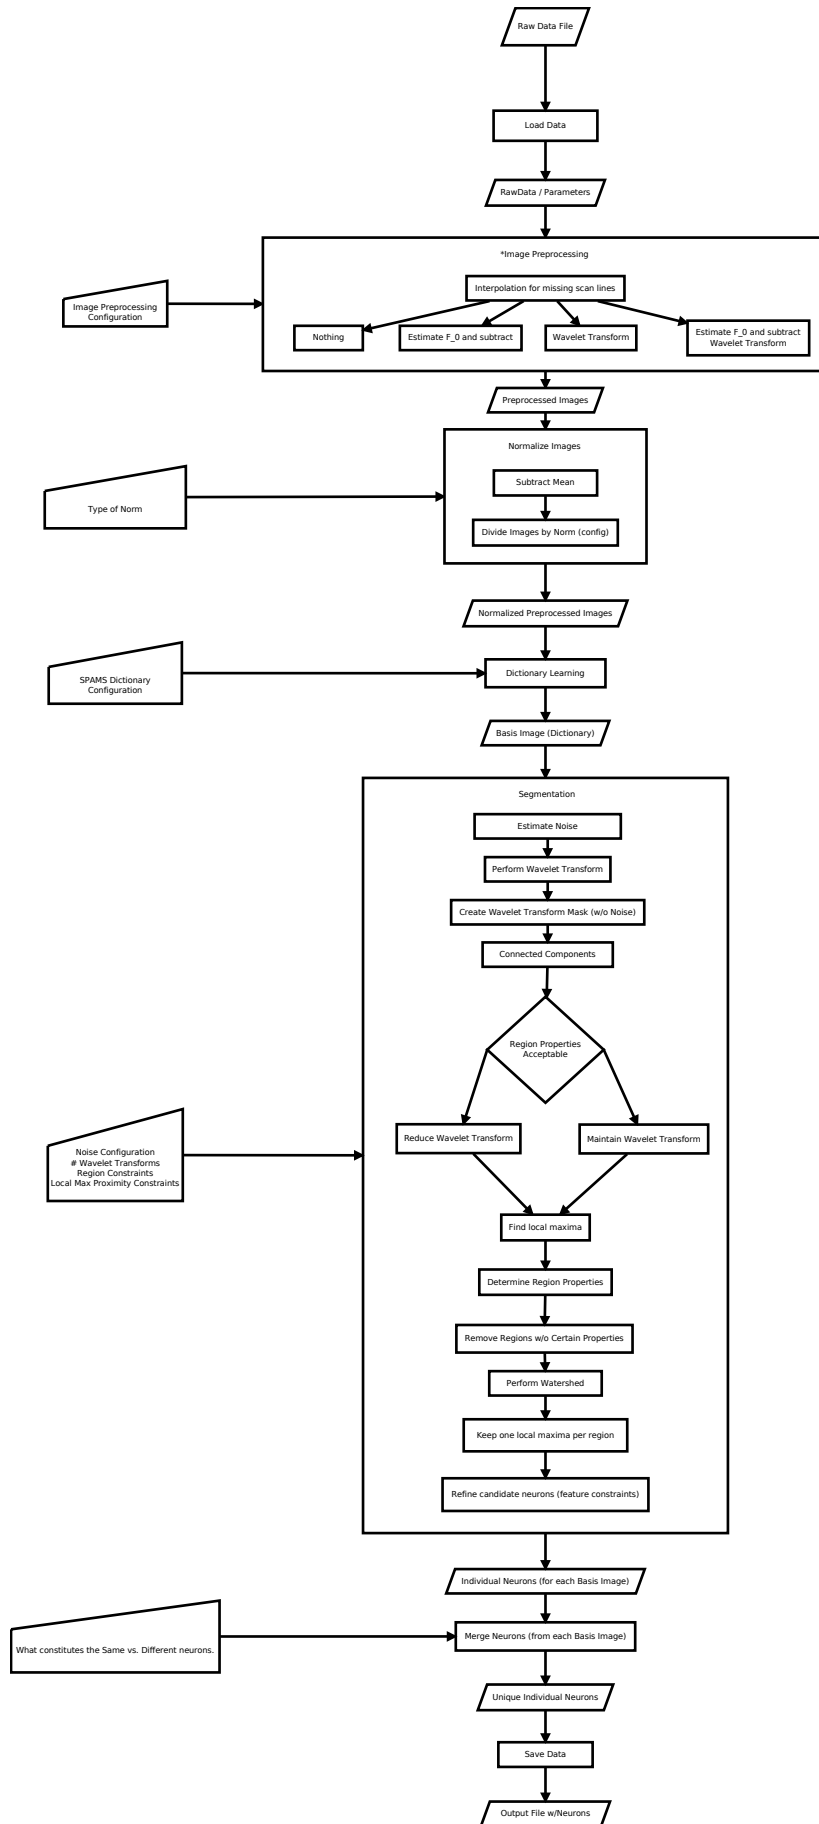 Raw Data File
Load Data
RawData / Parameters
*Image Preprocessing
Interpolation for missing scan lines
Image Preprocessing
Configuration
Nothing
Estimate F_0 and subtract
Wavelet Transform
Estimate F_0 and subtract
Wavelet Transform
Preprocessed Images
Normalize Images
Subtract Mean
Type of Norm
Divide Images by Norm (config)
Normalized Preprocessed Images
SPAMS Dictionary
Configuration
Dictionary Learning
Basis Image (Dictionary)
Segmentation
Estimate Noise
Perform Wavelet Transform
Create Wavelet Transform Mask (w/o Noise)
Connected Components
Region Properties
Acceptable
Reduce Wavelet Transform
Maintain Wavelet Transform
Noise Configuration
# Wavelet Transforms
Region Constraints
Local Max Proximity Constraints
Find local maxima
Determine Region Properties
Remove Regions w/o Certain Properties
Perform Watershed
Keep one local maxima per region
Refine candidate neurons (feature constraints)
Individual Neurons (for each Basis Image)
What constitutes the Same vs. Different neurons.
Merge Neurons (from each Basis Image)
Unique Individual Neurons
Save Data
Output File w/Neurons